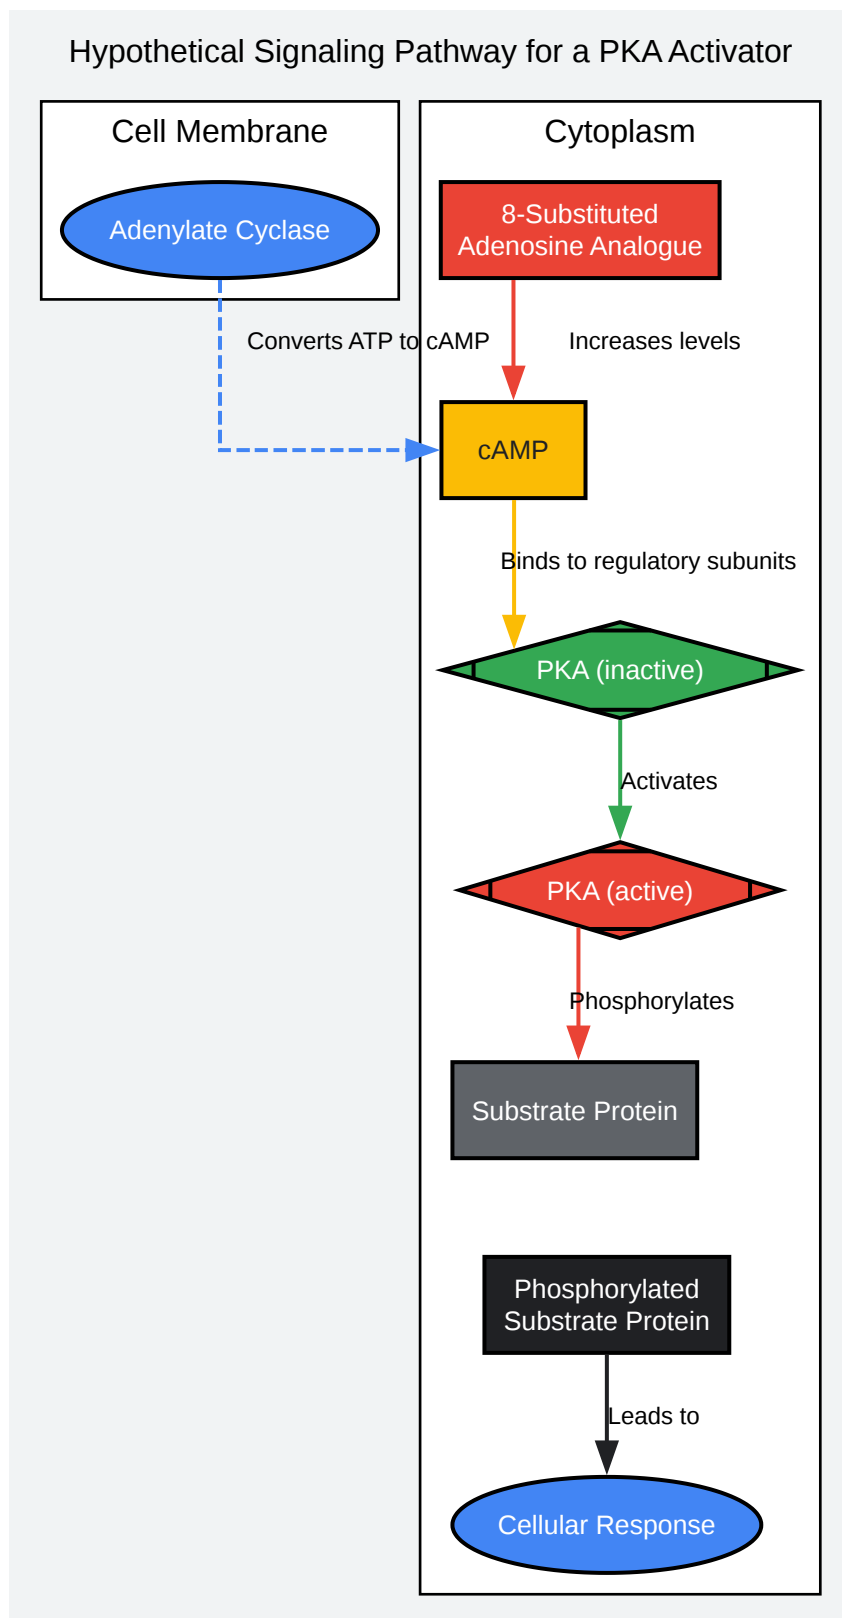 Hypothetical Signaling Pathway for a PKA Activator
Cell Membrane
Cytoplasm
Adenylate Cyclase
8-Substituted
Adenosine Analogue
Converts ATP to cAMP
Increases levels
cAMP
Binds to regulatory subunits
PKA (inactive)
Activates
PKA (active)
Phosphorylates
Substrate Protein
Phosphorylated
Substrate Protein
Leads to
Cellular Response